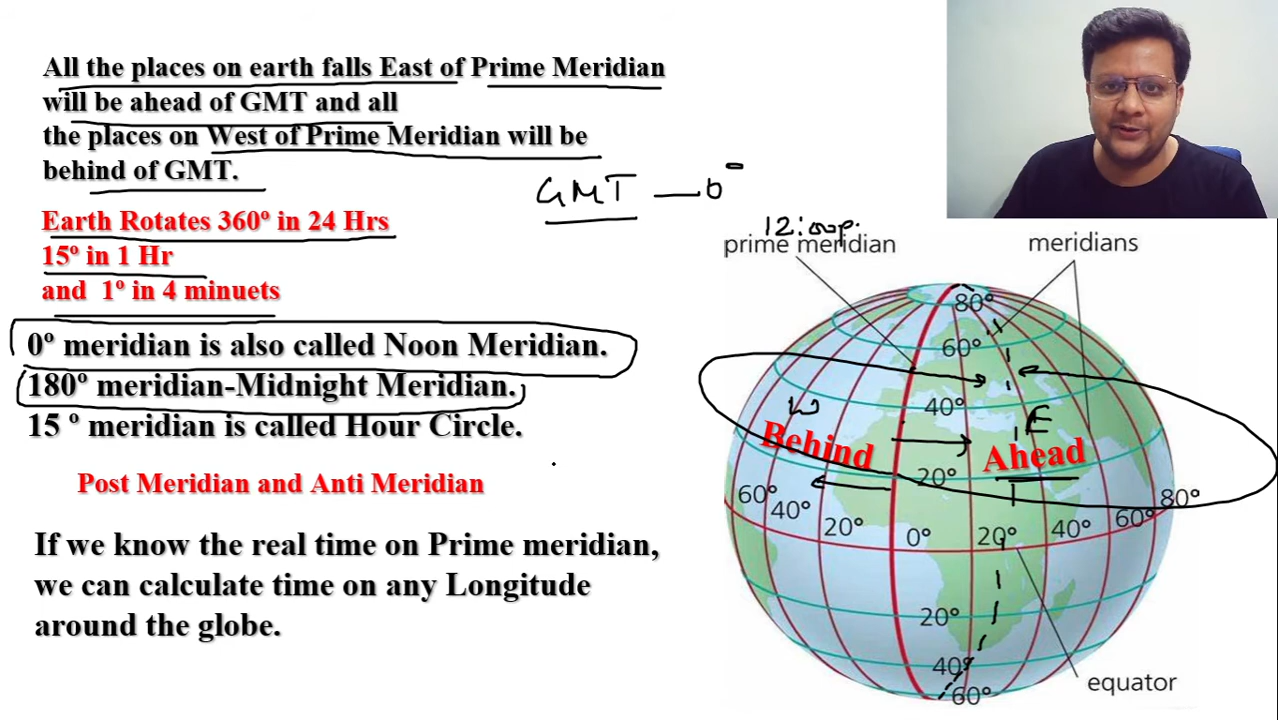 All the places on earth falls East of Prime Meridian
will be ahead of GMT and all
the places on West of Prime Meridian will be
behind of GMT.
GMT — 0°
Earth Rotates 360º in 24 Hrs
15º in 1 Hr
and 1º in 4 minuets
0º meridian is also called Noon Meridian.
180º meridian-Midnight Meridian.
15 º meridian is called Hour Circle.
Post Meridian and Anti Meridian
If we know the real time on Prime meridian,
we can calculate time on any Longitude
around the globe.
prime meridian
meridians
80°
60°
40°
W
E
Behind
Ahead
20°
60° 40° 20° 0° 20° 40° 60° 80°
20°
40°
60°
equator